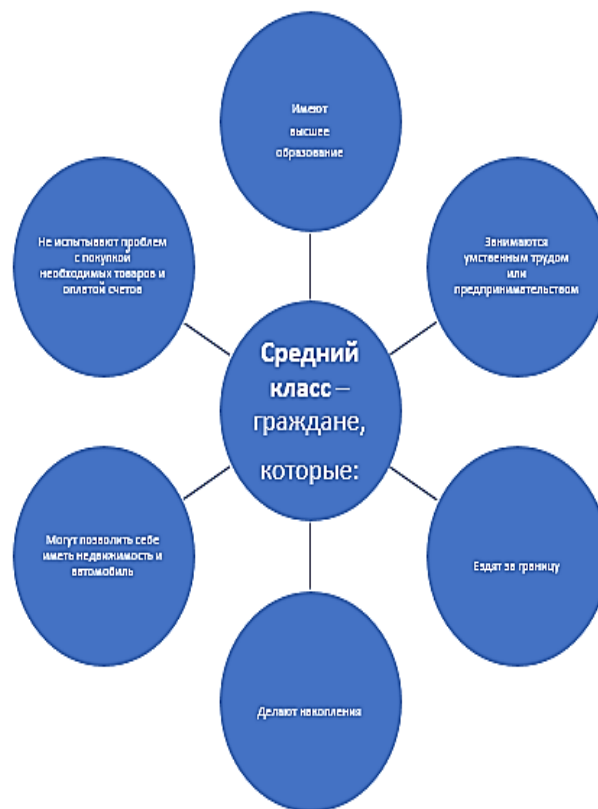 Имеют
высшее
образование
Не испытывают проблем
с покупкой
необходимых товаров и
оплатой счетов
Занимаются
умственным трудом
или
предпринимательством
Средний
класс –
граждане,
которые:
Могут позволить себе
иметь недвижимость и
автомобиль
Ездят за границу
Делают накопления